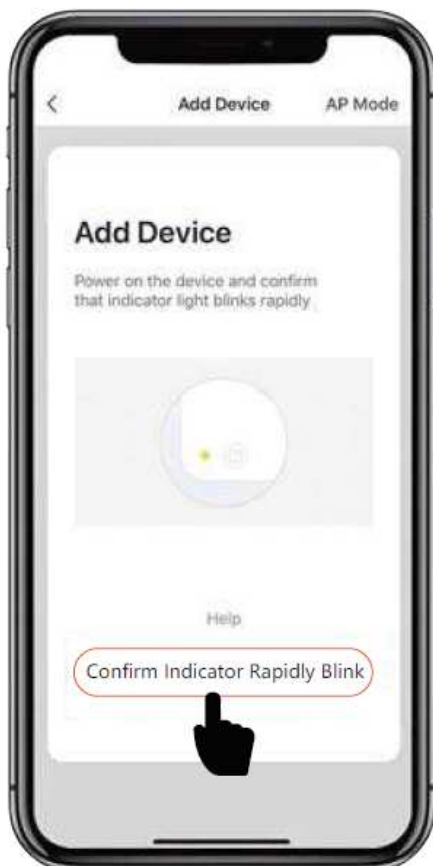 Add Device
AP Mode
Add Device
Power on the device and confirm
that indicator light blinks rapidly
Help
Confirm Indicator Rapidly Blink